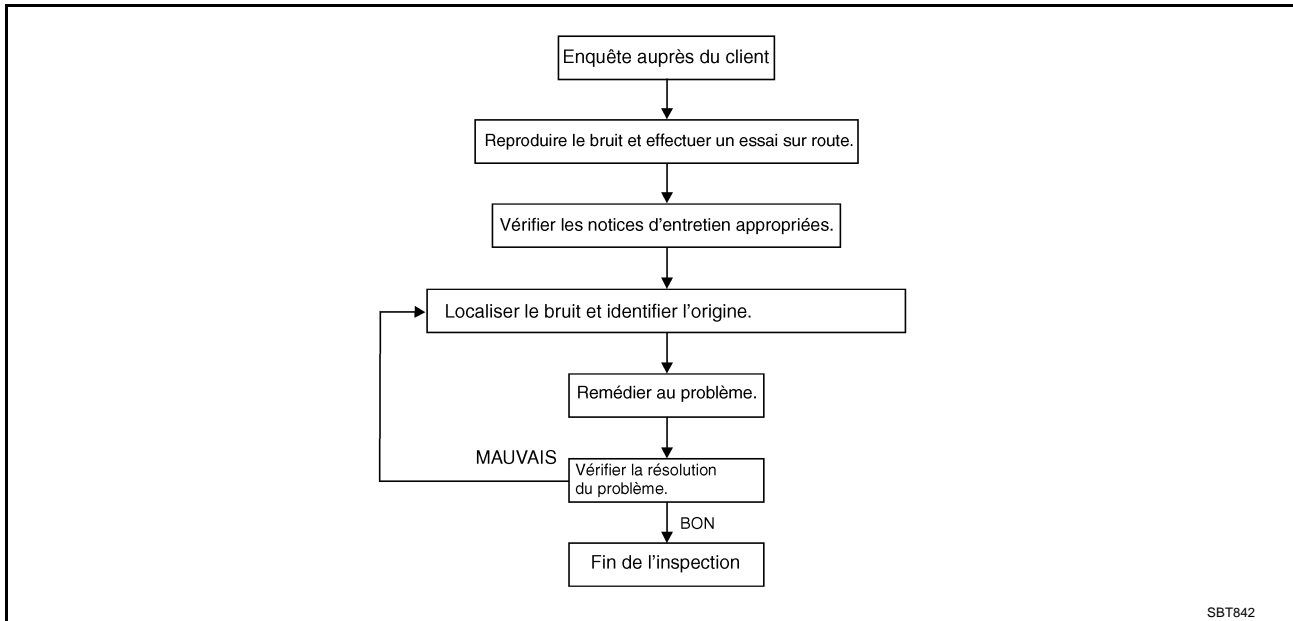 Enquête auprès du client
Reproduire le bruit et effectuer un essai sur route.
Vérifier les notices d'entretien appropriées.
Localiser le bruit et identifier l'origine.
Remédier au problème.
MAUVAIS
Vérifier la résolution
du problème.
BON
Fin de l'inspection
SBT842